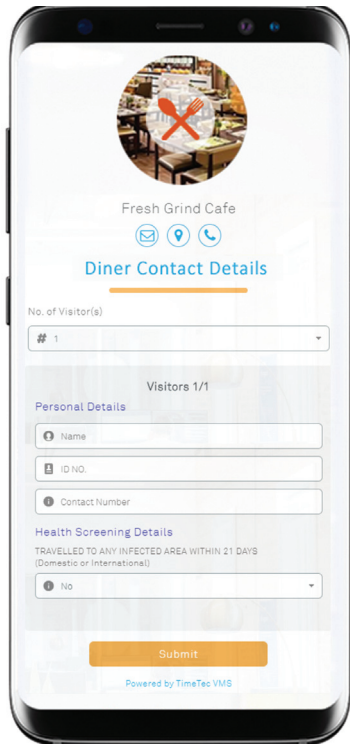 Fresh Grind Cafe
Diner Contact Details
No. of Visitor(s)
# 1
Visitors 1/1
Personal Details
Name
ID NO.
Contact Number
Health Screening Details
TRAVELLED TO ANY INFECTED AREA WITHIN 21 DAYS
(Domestic or International)
No
Submit
Powered by TimeTec VMS